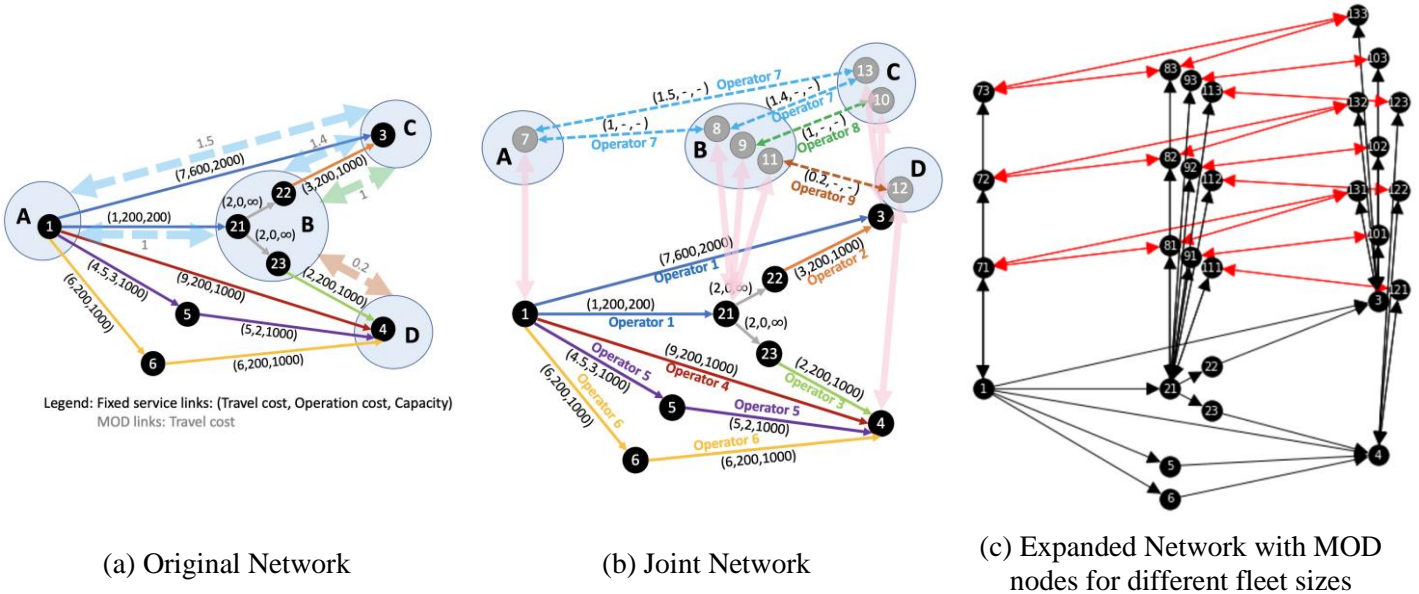 A
B
C
D
1
21
22
23
3
4
5
6
1.5
1.4
1
1
0.2
(7,600,2000)
(3,200,1000)
(1,200,200)
(2,0,∞)
(2,0,∞)
(2,200,1000)
(9,200,1000)
(4.5,3,1000)
(5,2,1000)
(6,200,1000)
(6,200,1000)
Legend: Fixed service links: (Travel cost, Operation cost, Capacity)
MOD links: Travel cost
(a) Original Network
A
B
C
D
7
8
9
11
13
10
12
(1.5, -, -)
Operator 7
(1.4, -, -)
Operator 7
(1, -, -)
Operator 7
(1, -, -)
Operator 8
(0.2, -, -)
Operator 9
1
21
22
23
3
4
5
6
(7,600,2000)
Operator 1
(3,200,1000)
Operator 2
(1,200,200)
Operator 1
(2,0,∞)
(2,0,∞)
(2,200,1000)
Operator 3
(9,200,1000)
Operator 4
Operator 5
(4.5,3,1000)
Operator 5
(5,2,1000)
(6,200,1000)
Operator 6
Operator 6
(6,200,1000)
(b) Joint Network
133
103
83
93
113
73
132
123
102
82
92
112
72
131
122
101
81
91
111
71
121
3
1
21
22
23
4
5
6
(c) Expanded Network with MOD
nodes for different fleet sizes